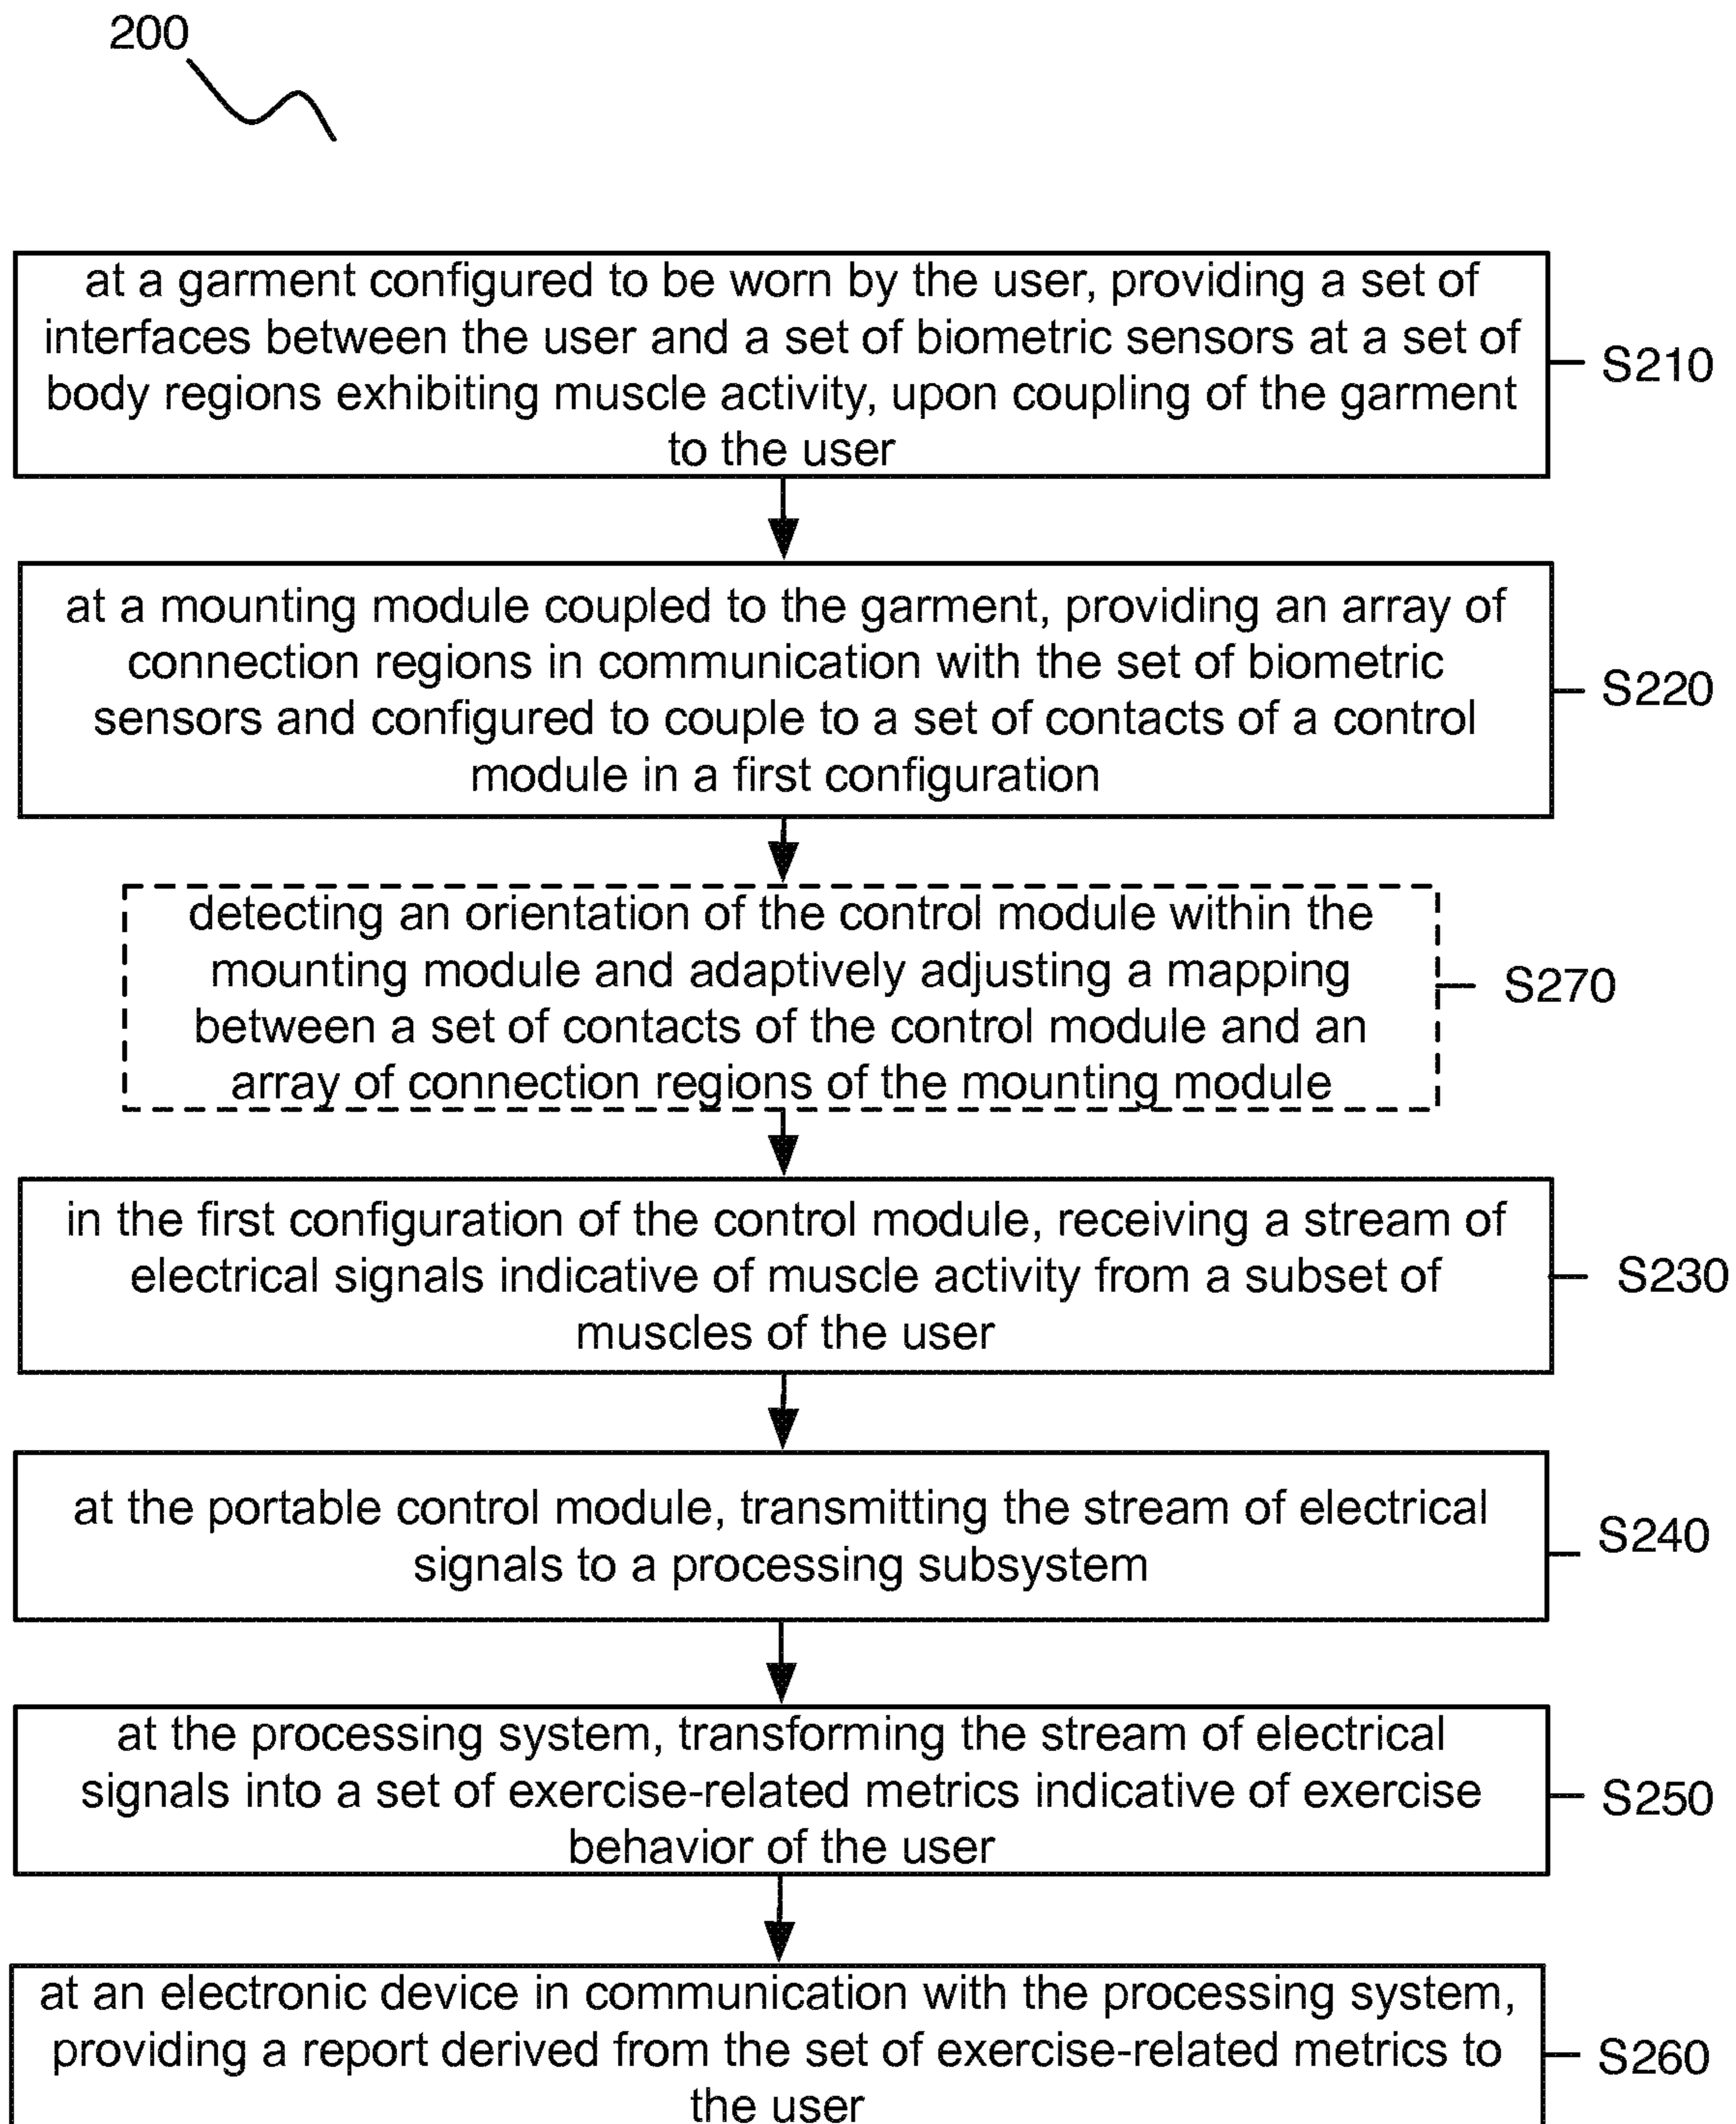 200
at a garment configured to be worn by the user, providing a set of
interfaces between the user and a set of biometric sensors at a set of
body regions exhibiting muscle activity, upon coupling of the garment
to the user
S210
at a mounting module coupled to the garment, providing an array of
connection regions in communication with the set of biometric
sensors and configured to couple to a set of contacts of a control
module in a first configuration
S220
detecting an orientation of the control module within the
mounting module and adaptively adjusting a mapping
between a set of contacts of the control module and an
array of connection regions of the mounting module
S270
in the first configuration of the control module, receiving a stream of
electrical signals indicative of muscle activity from a subset of
muscles of the user
S230
at the portable control module, transmitting the stream of electrical
signals to a processing subsystem
S240
at the processing system, transforming the stream of electrical
signals into a set of exercise-related metrics indicative of exercise
behavior of the user
S250
at an electronic device in communication with the processing system,
providing a report derived from the set of exercise-related metrics to
the user
S260